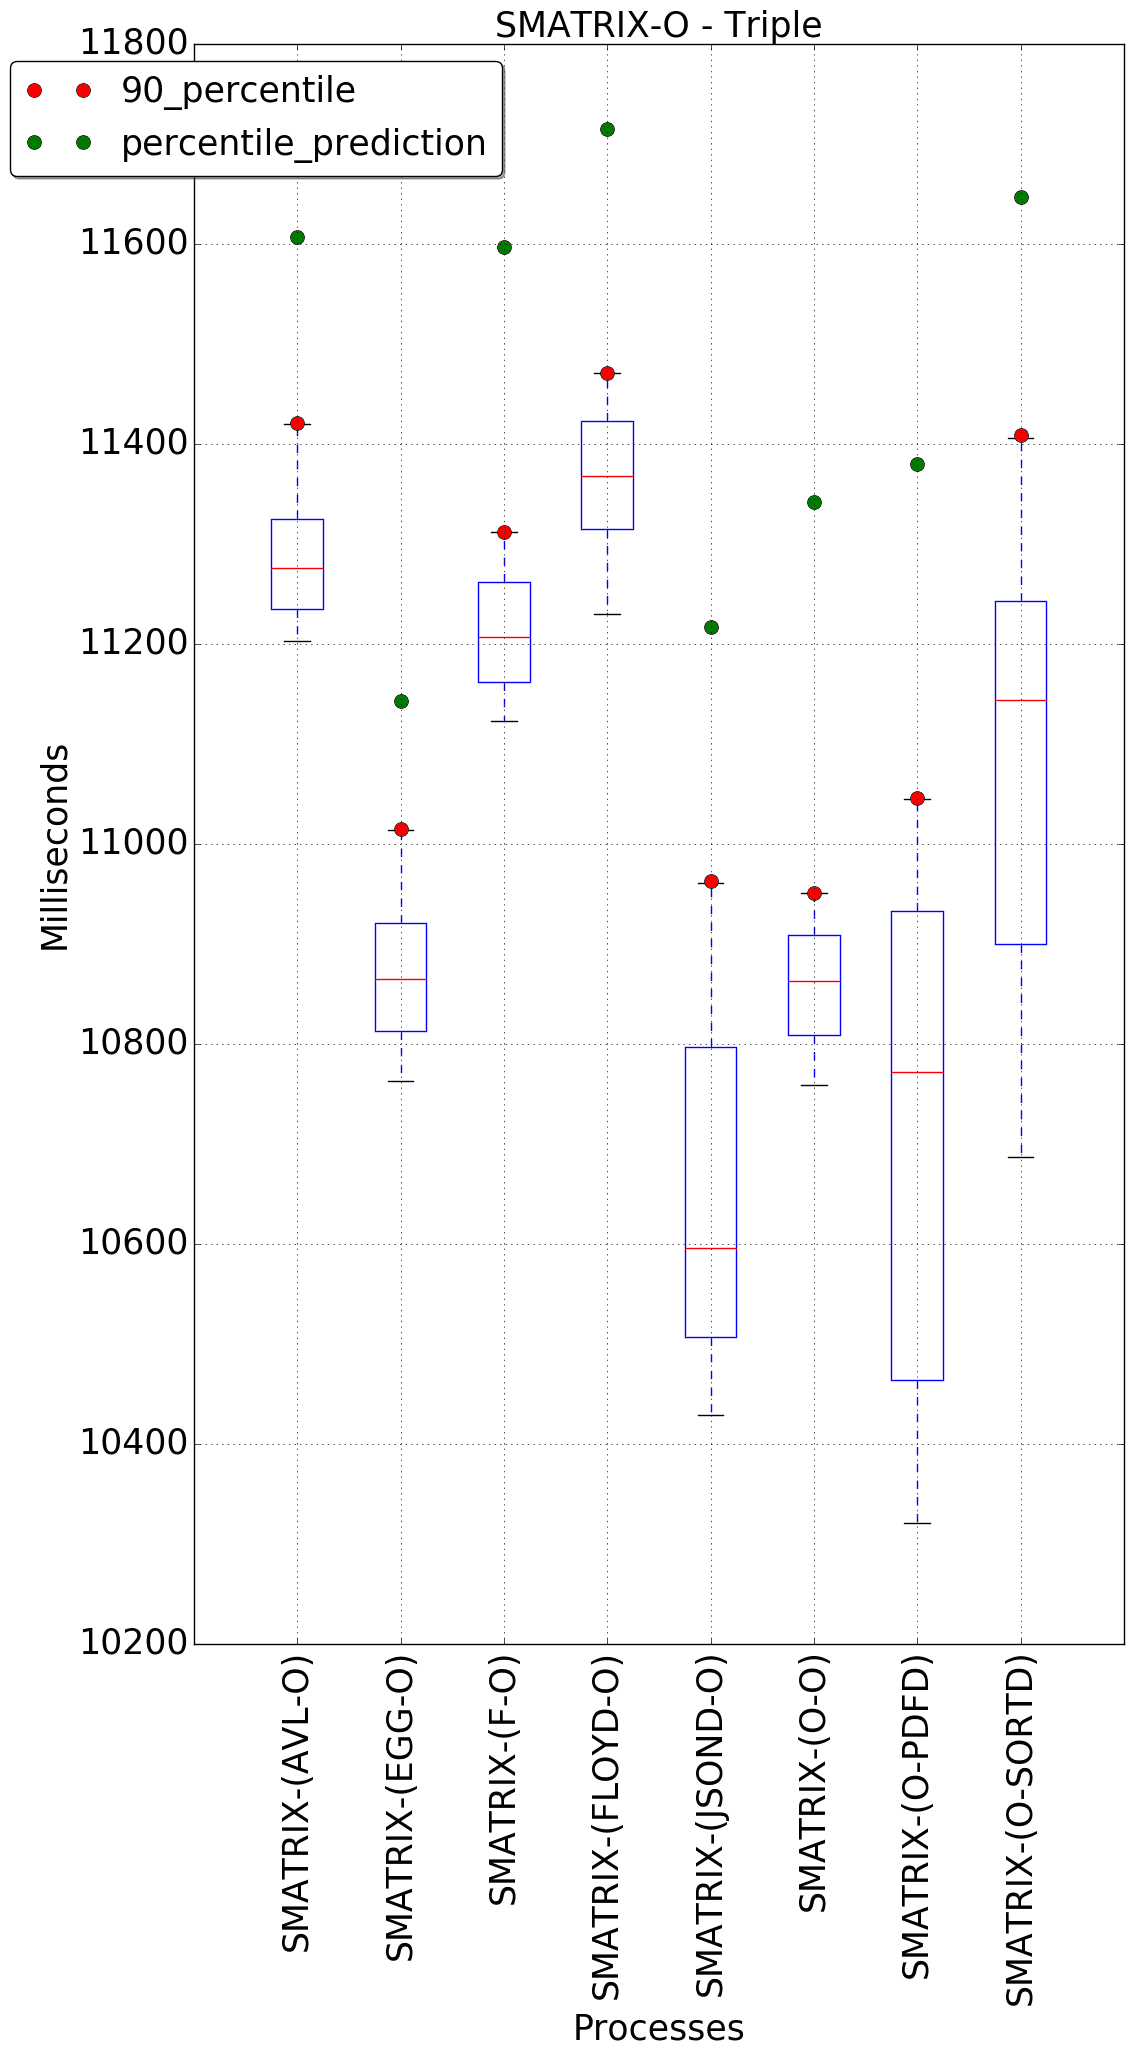 SMATRIX-O - Triple
90_percentile
percentile_prediction
11800
11600
11400
11200
11000
10800
10600
10400
10200
Milliseconds
SMATRIX-(AVL-O)
SMATRIX-(EGG-O)
SMATRIX-(F-O)
SMATRIX-(FLOYD-O)
SMATRIX-(JSOND-O)
SMATRIX-(O-O)
SMATRIX-(O-PDFD)
SMATRIX-(O-SORTD)
Processes